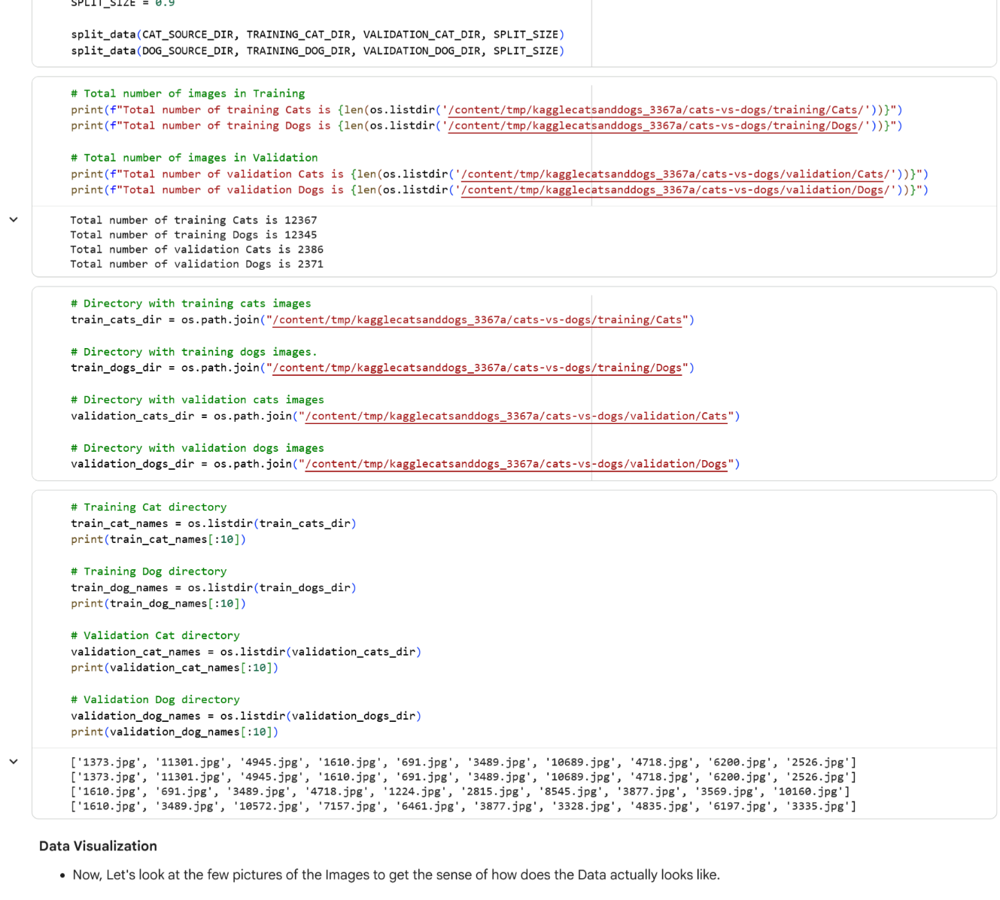 SPLIT_SIZE = 0.9
split_data(CAT_SOURCE_DIR, TRAINING_CAT_DIR, VALIDATION_CAT_DIR, SPLIT_SIZE)
split_data(DOG_SOURCE_DIR, TRAINING_DOG_DIR, VALIDATION_DOG_DIR, SPLIT_SIZE)
# Total number of images in Training
print(f"Total number of training Cats is {len(os.listdir('/content/tmp/kagglecatsanddogs_3367a/cats-vs-dogs/training/Cats/'))}")
print(f"Total number of training Dogs is {len(os.listdir('/content/tmp/kagglecatsanddogs_3367a/cats-vs-dogs/training/Dogs/'))}")
# Total number of images in Validation
print(f"Total number of validation Cats is {len(os.listdir('/content/tmp/kagglecatsanddogs_3367a/cats-vs-dogs/validation/Cats/'))}")
print(f"Total number of validation Dogs is {len(os.listdir('/content/tmp/kagglecatsanddogs_3367a/cats-vs-dogs/validation/Dogs/'))}")
Total number of training Cats is 12367
Total number of training Dogs is 12345
Total number of validation Cats is 2386
Total number of validation Dogs is 2371
# Directory with training cats images
train_cats_dir = os.path.join("/content/tmp/kagglecatsanddogs_3367a/cats-vs-dogs/training/Cats")
# Directory with training dogs images.
train_dogs_dir = os.path.join("/content/tmp/kagglecatsanddogs_3367a/cats-vs-dogs/training/Dogs")
# Directory with validation cats images
validation_cats_dir = os.path.join("/content/tmp/kagglecatsanddogs_3367a/cats-vs-dogs/validation/Cats")
# Directory with validation dogs images
validation_dogs_dir = os.path.join("/content/tmp/kagglecatsanddogs_3367a/cats-vs-dogs/validation/Dogs")
# Training Cat directory
train_cat_names = os.listdir(train_cats_dir)
print(train_cat_names[:10])
# Training Dog directory
train_dog_names = os.listdir(train_dogs_dir)
print(train_dog_names[:10])
# Validation Cat directory
validation_cat_names = os.listdir(validation_cats_dir)
print(validation_cat_names[:10])
# Validation Dog directory
validation_dog_names = os.listdir(validation_dogs_dir)
print(validation_dog_names[:10])
['1373.jpg', '11301.jpg', '4945.jpg', '1610.jpg', '691.jpg', '3489.jpg', '10689.jpg', '4718.jpg', '6200.jpg', '2526.jpg']
['1373.jpg', '11301.jpg', '4945.jpg', '1610.jpg', '691.jpg', '3489.jpg', '10689.jpg', '4718.jpg', '6200.jpg', '2526.jpg']
['1610.jpg', '691.jpg', '3489.jpg', '4718.jpg', '1224.jpg', '2815.jpg', '8545.jpg', '3877.jpg', '3569.jpg', '10160.jpg']
['1610.jpg', '3489.jpg', '10572.jpg', '7157.jpg', '6461.jpg', '3877.jpg', '3328.jpg', '4835.jpg', '6197.jpg', '3335.jpg']
Data Visualization
• Now, Let's look at the few pictures of the Images to get the sense of how does the Data actually looks like.